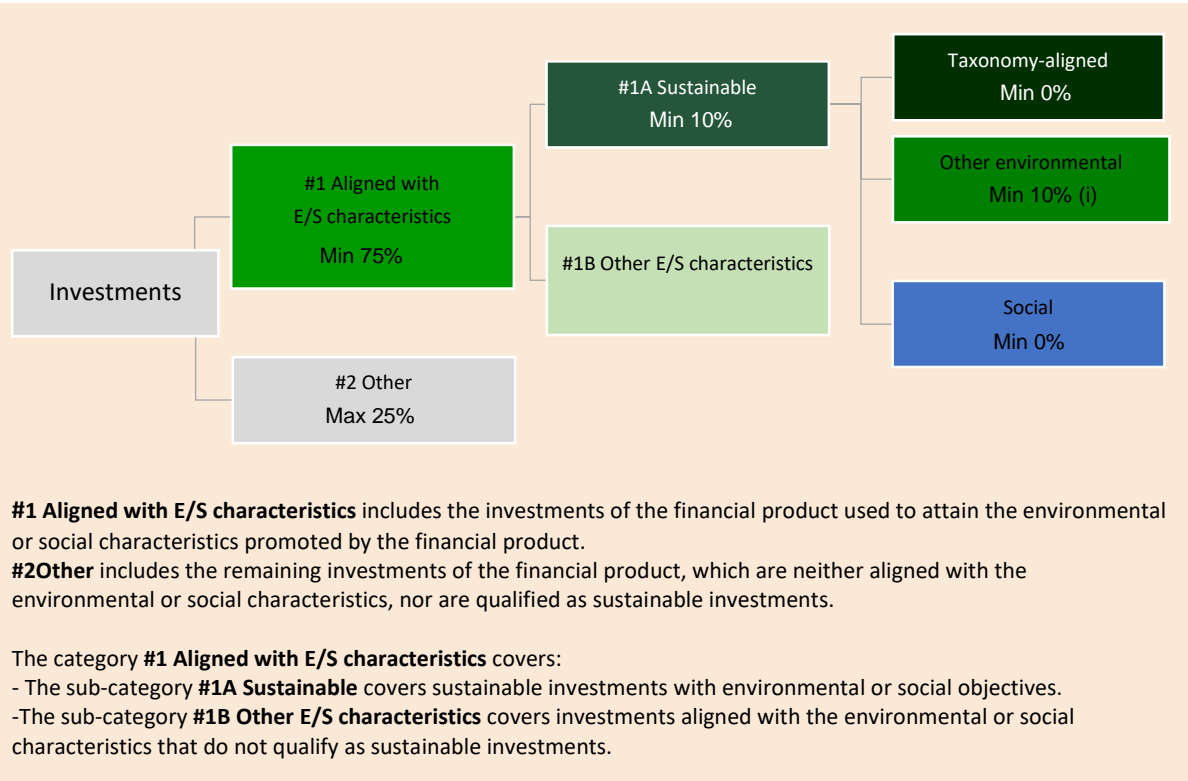 Investments
#1 Aligned with
E/S characteristics
Min 75%
#2 Other
Max 25%
#1A Sustainable
Min 10%
#1B Other E/S characteristics
Taxonomy-aligned
Min 0%
Other environmental
Min 10% (i)
Social
Min 0%
#1 Aligned with E/S characteristics includes the investments of the financial product used to attain the environmental
or social characteristics promoted by the financial product.
#2Other includes the remaining investments of the financial product, which are neither aligned with the
environmental or social characteristics, nor are qualified as sustainable investments.
The category #1 Aligned with E/S characteristics covers:
- The sub-category #1A Sustainable covers sustainable investments with environmental or social objectives.
-The sub-category #1B Other E/S characteristics covers investments aligned with the environmental or social
characteristics that do not qualify as sustainable investments.